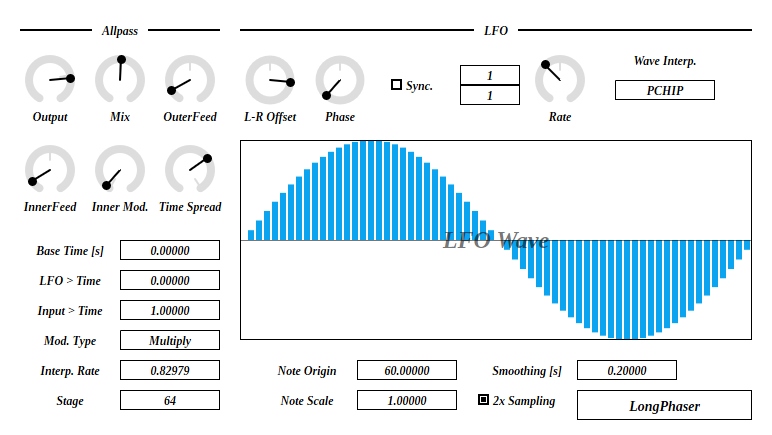 Allpass
LFO
Output
Mix
OuterFeed
InnerFeed
Inner Mod.
Time Spread
Base Time [s]
0.00000
LFO > Time
0.00000
Input > Time
1.00000
Mod. Type
Multiply
Interp. Rate
0.82979
Stage
64
L-R Offset
Phase
Sync.
1
1
Rate
Wave Interp.
PCHIP
LFO Wave
Note Origin
60.00000
Smoothing [s]
0.20000
Note Scale
1.00000
2x Sampling
LongPhaser